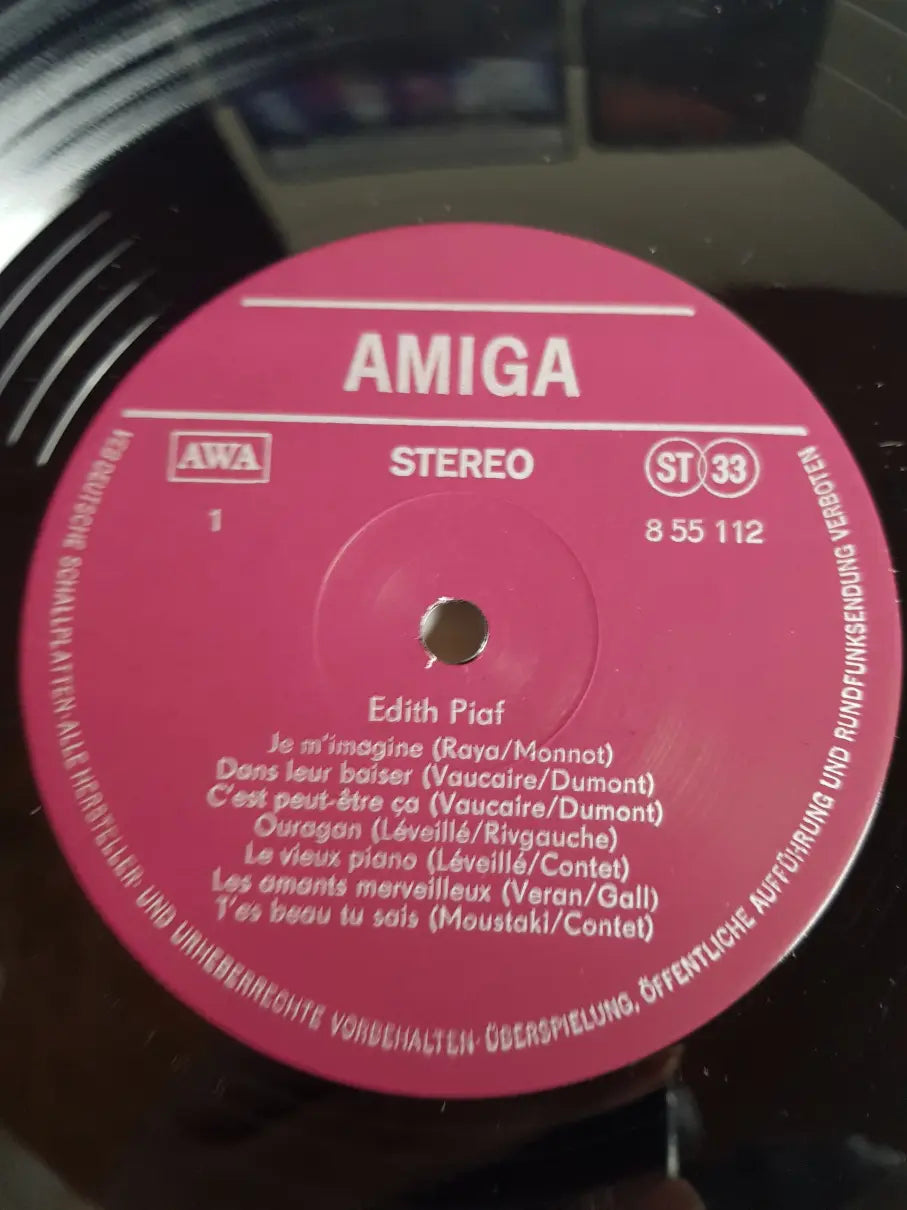 AMIGA
AWA
STEREO
ST 33
1
8 55 112
Edith Piaf
Je m'imagine (Raya/Monnot)
Dans leur baiser (Vaucaire/Dumont)
C'est peut-être ça (Vaucaire/Dumont)
Ouragan (Léveillé/Rivgauche)
Le vieux piano (Léveillé/Contet)
Les amants merveilleux (Veran/Gall)
T'es beau tu sais (Moustaki/Contet)
VEB DEUTSCHE SCHALLPLATTEN · ALLE HERSTELLER- UND URHEBERRECHTE VORBEHALTEN · ÜBERSPIELUNG, ÖFFENTLICHE AUFFÜHRUNG UND RUNDFUNKSENDUNG VERBOTEN